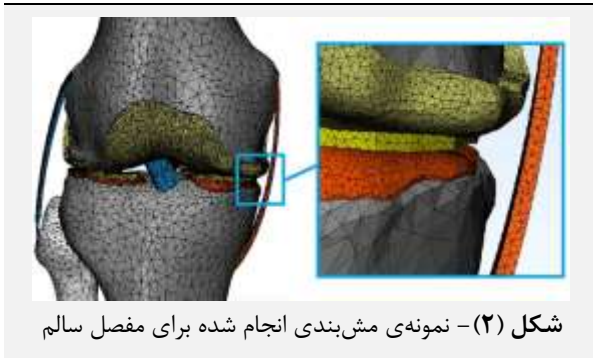 شکل (۲)- نمونه‌ی مش‌بندی انجام شده برای مفصل سالم